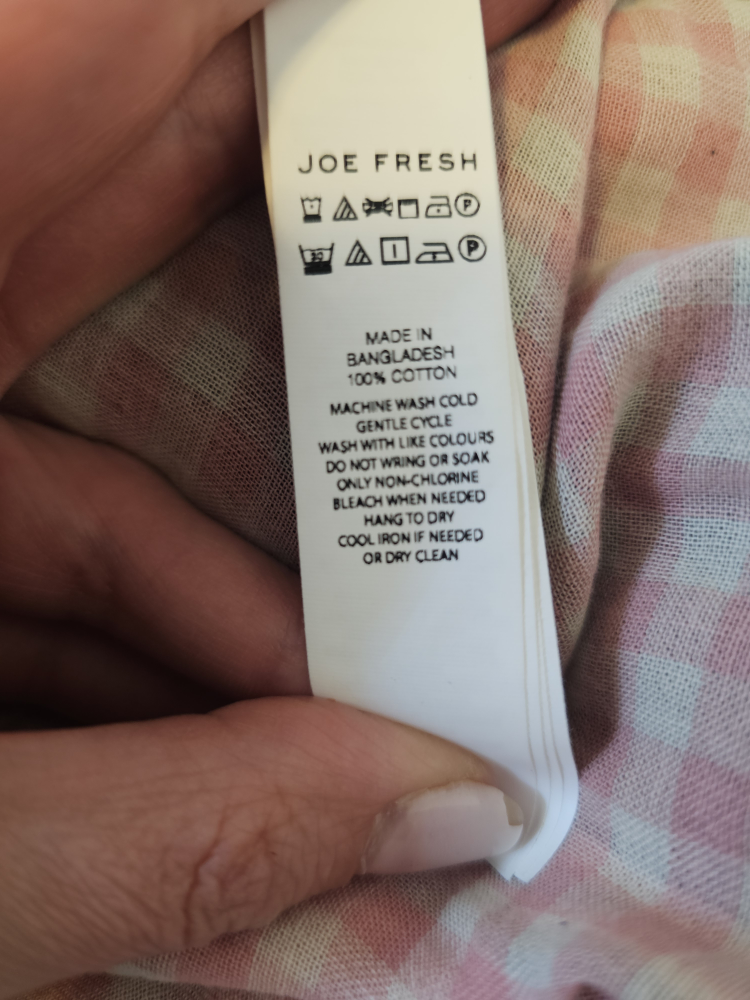 JOE FRESH
P
30 P
MADE IN
BANGLADESH
100% COTTON
MACHINE WASH COLD
GENTLE CYCLE
WASH WITH LIKE COLOURS
DO NOT WRING OR SOAK
ONLY NON-CHLORINE
BLEACH WHEN NEEDED
HANG TO DRY
COOL IRON IF NEEDED
OR DRY CLEAN